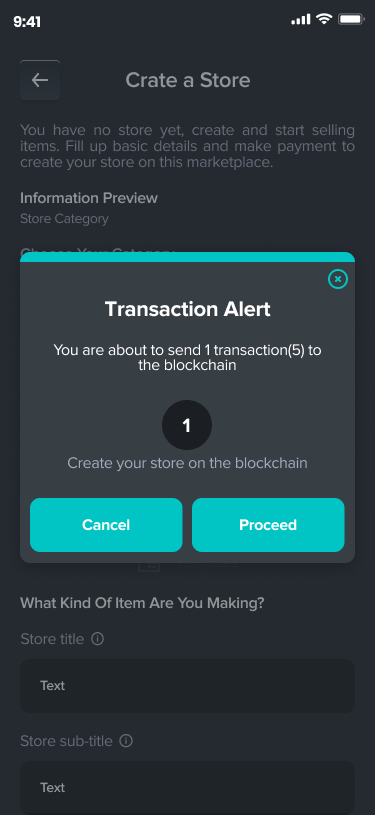 9:41
Crate a Store
You have no store yet, create and start selling
items. Fill up basic details and make payment to
create your store on this marketplace.
Information Preview
Store Category
Choose Your Category
Transaction Alert
You are about to send 1 transaction(5) to
the blockchain
1
Create your store on the blockchain
Cancel
Proceed
What Kind Of Item Are You Making?
Store title
Text
Store sub-title
Text